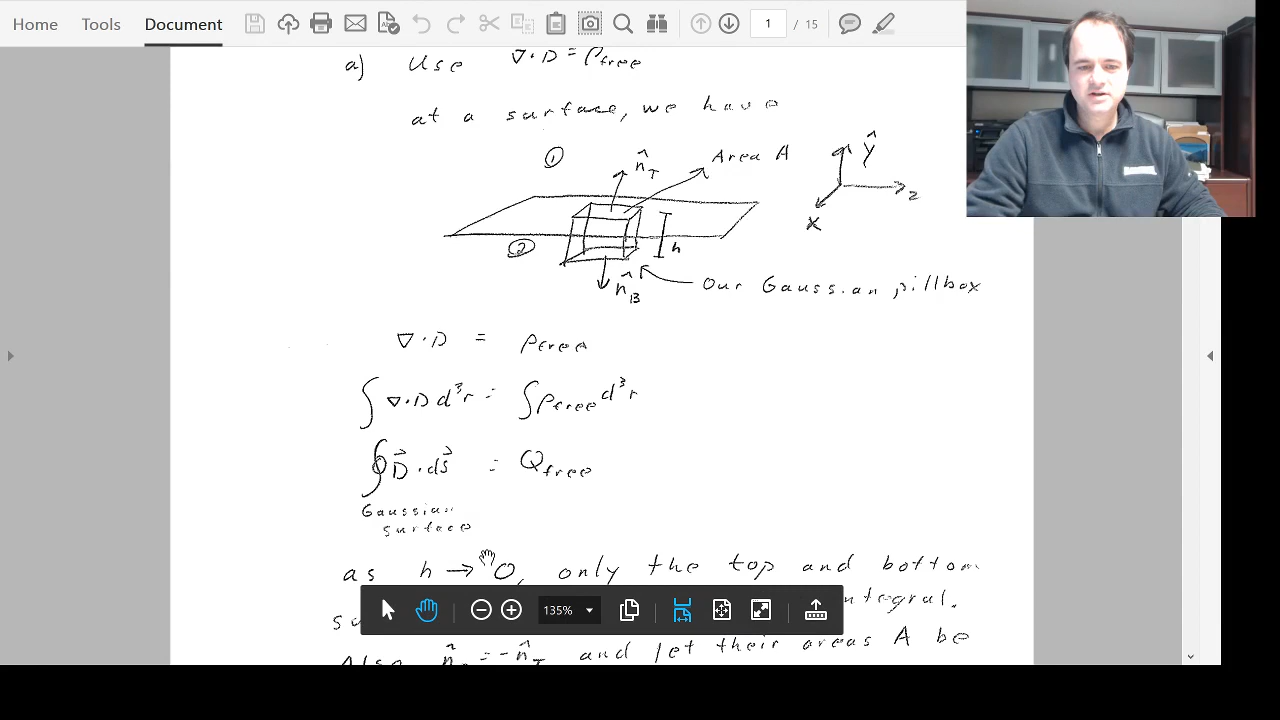 Home Tools Document 1 / 15
a) Use ∇·D = ρfree
at a surface, we have
① n̂T Area A ŷ
z
x
② h
n̂B Our Gaussian pillbox
∇·D = ρfree
∫∇·D d³r = ∫ρfree d³r
∮D⃗·ds⃗ = Qfree
Gaussian
surface
as h → 0, only the top and bottom
135% integral.
Also = -n̂T and let their areas A be